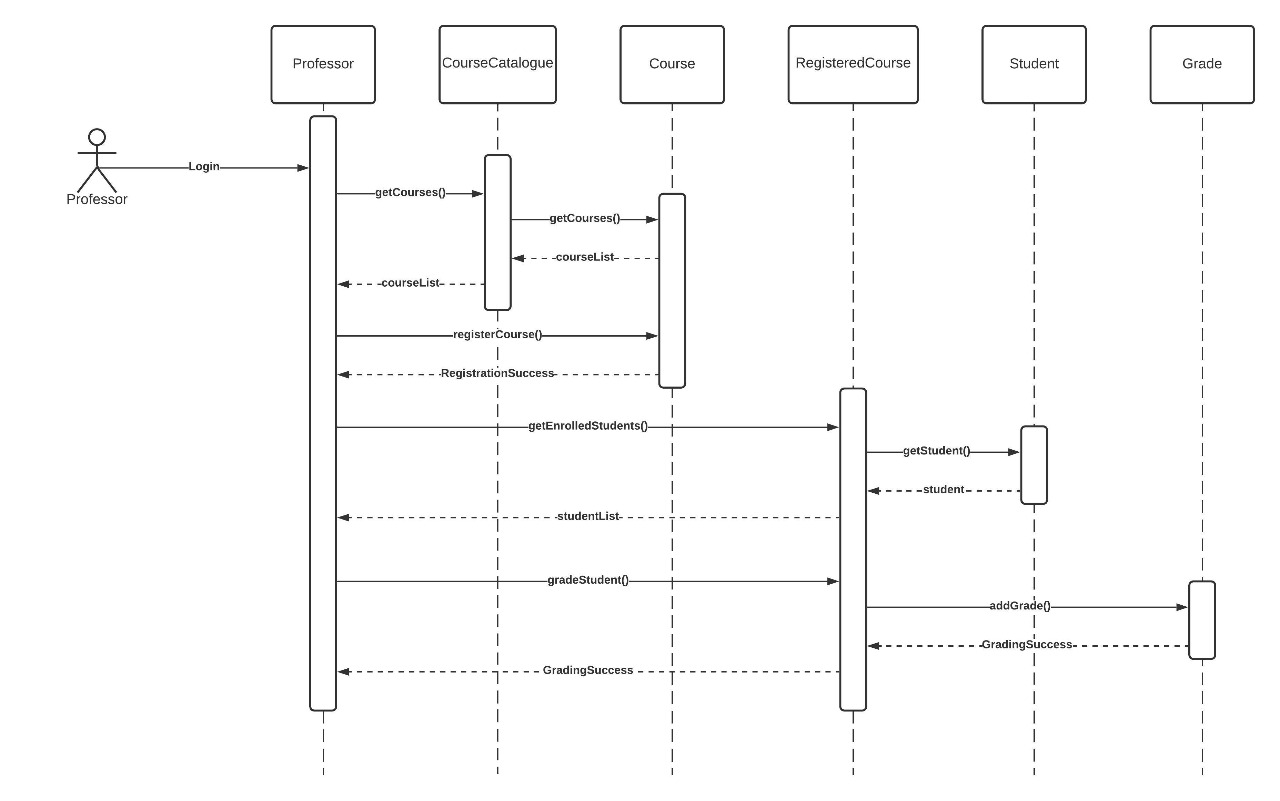 Professor
CourseCatalogue
Course
RegisteredCourse
Student
Grade
Login
Professor
getCourses()
getCourses()
courseList
courseList
registerCourse()
RegistrationSuccess
getEnrolledStudents()
getStudent()
student
studentList
gradeStudent()
addGrade()
GradingSuccess
GradingSuccess